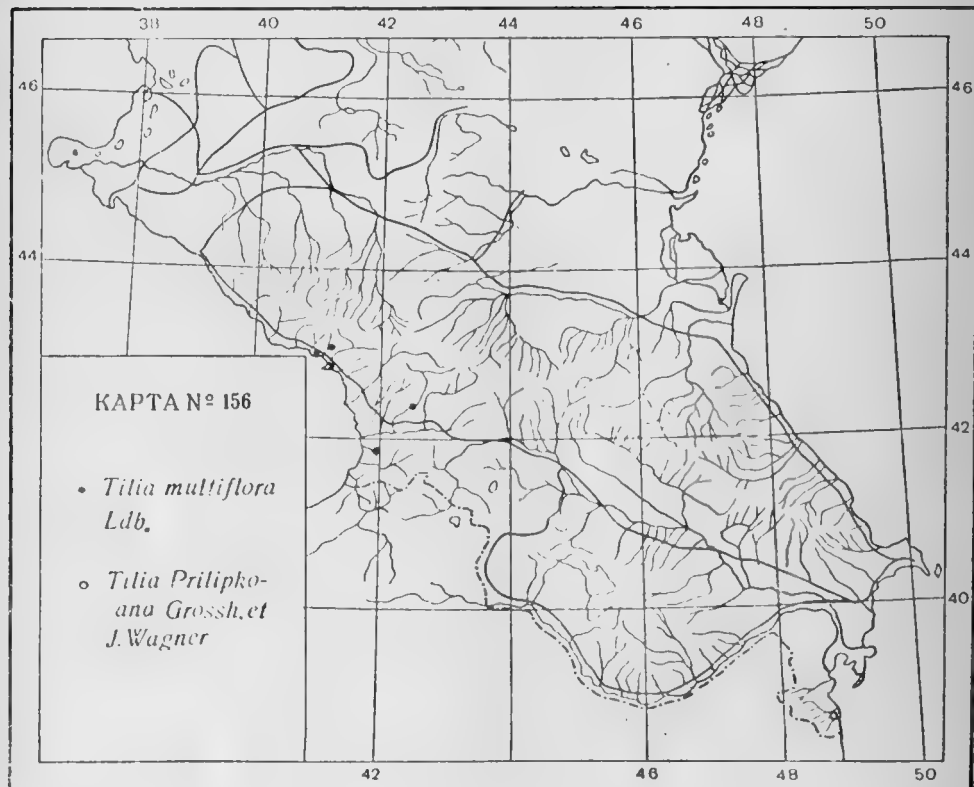 38 40 42 44 46 48 50
46 46
44 44
КАРТА № 156
• Tilia multiflora
Ldb.
○ Tilia Prilipko-
ana Grossh. et
J. Wagner
42
40
42 44 46 48 50